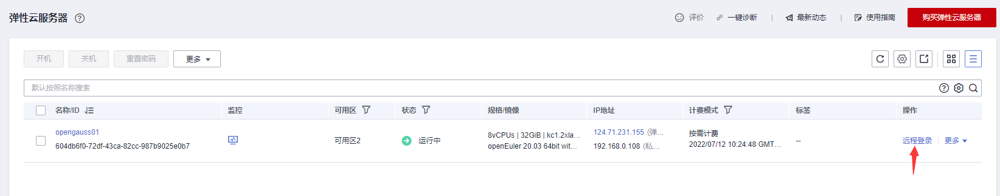 弹性云服务器
评价 一键诊断 | 最新动态 | 使用指南 购买弹性云服务器
开机 关机 重置密码 更多
默认按照名称搜索
名称/ID 监控 可用区 状态 规格/镜像 IP地址 计费模式 标签 操作
opengauss01
604db6f0-72df-43ca-82cc-987b9025e0b7
可用区2
运行中
8vCPUs | 32GiB | kc1.2xla...
openEuler 20.03 64bit wit...
124.71.231.155 (弹...
192.168.0.108 (私...
按需计费
2022/07/12 10:24:48 GMT...
--
远程登录 更多